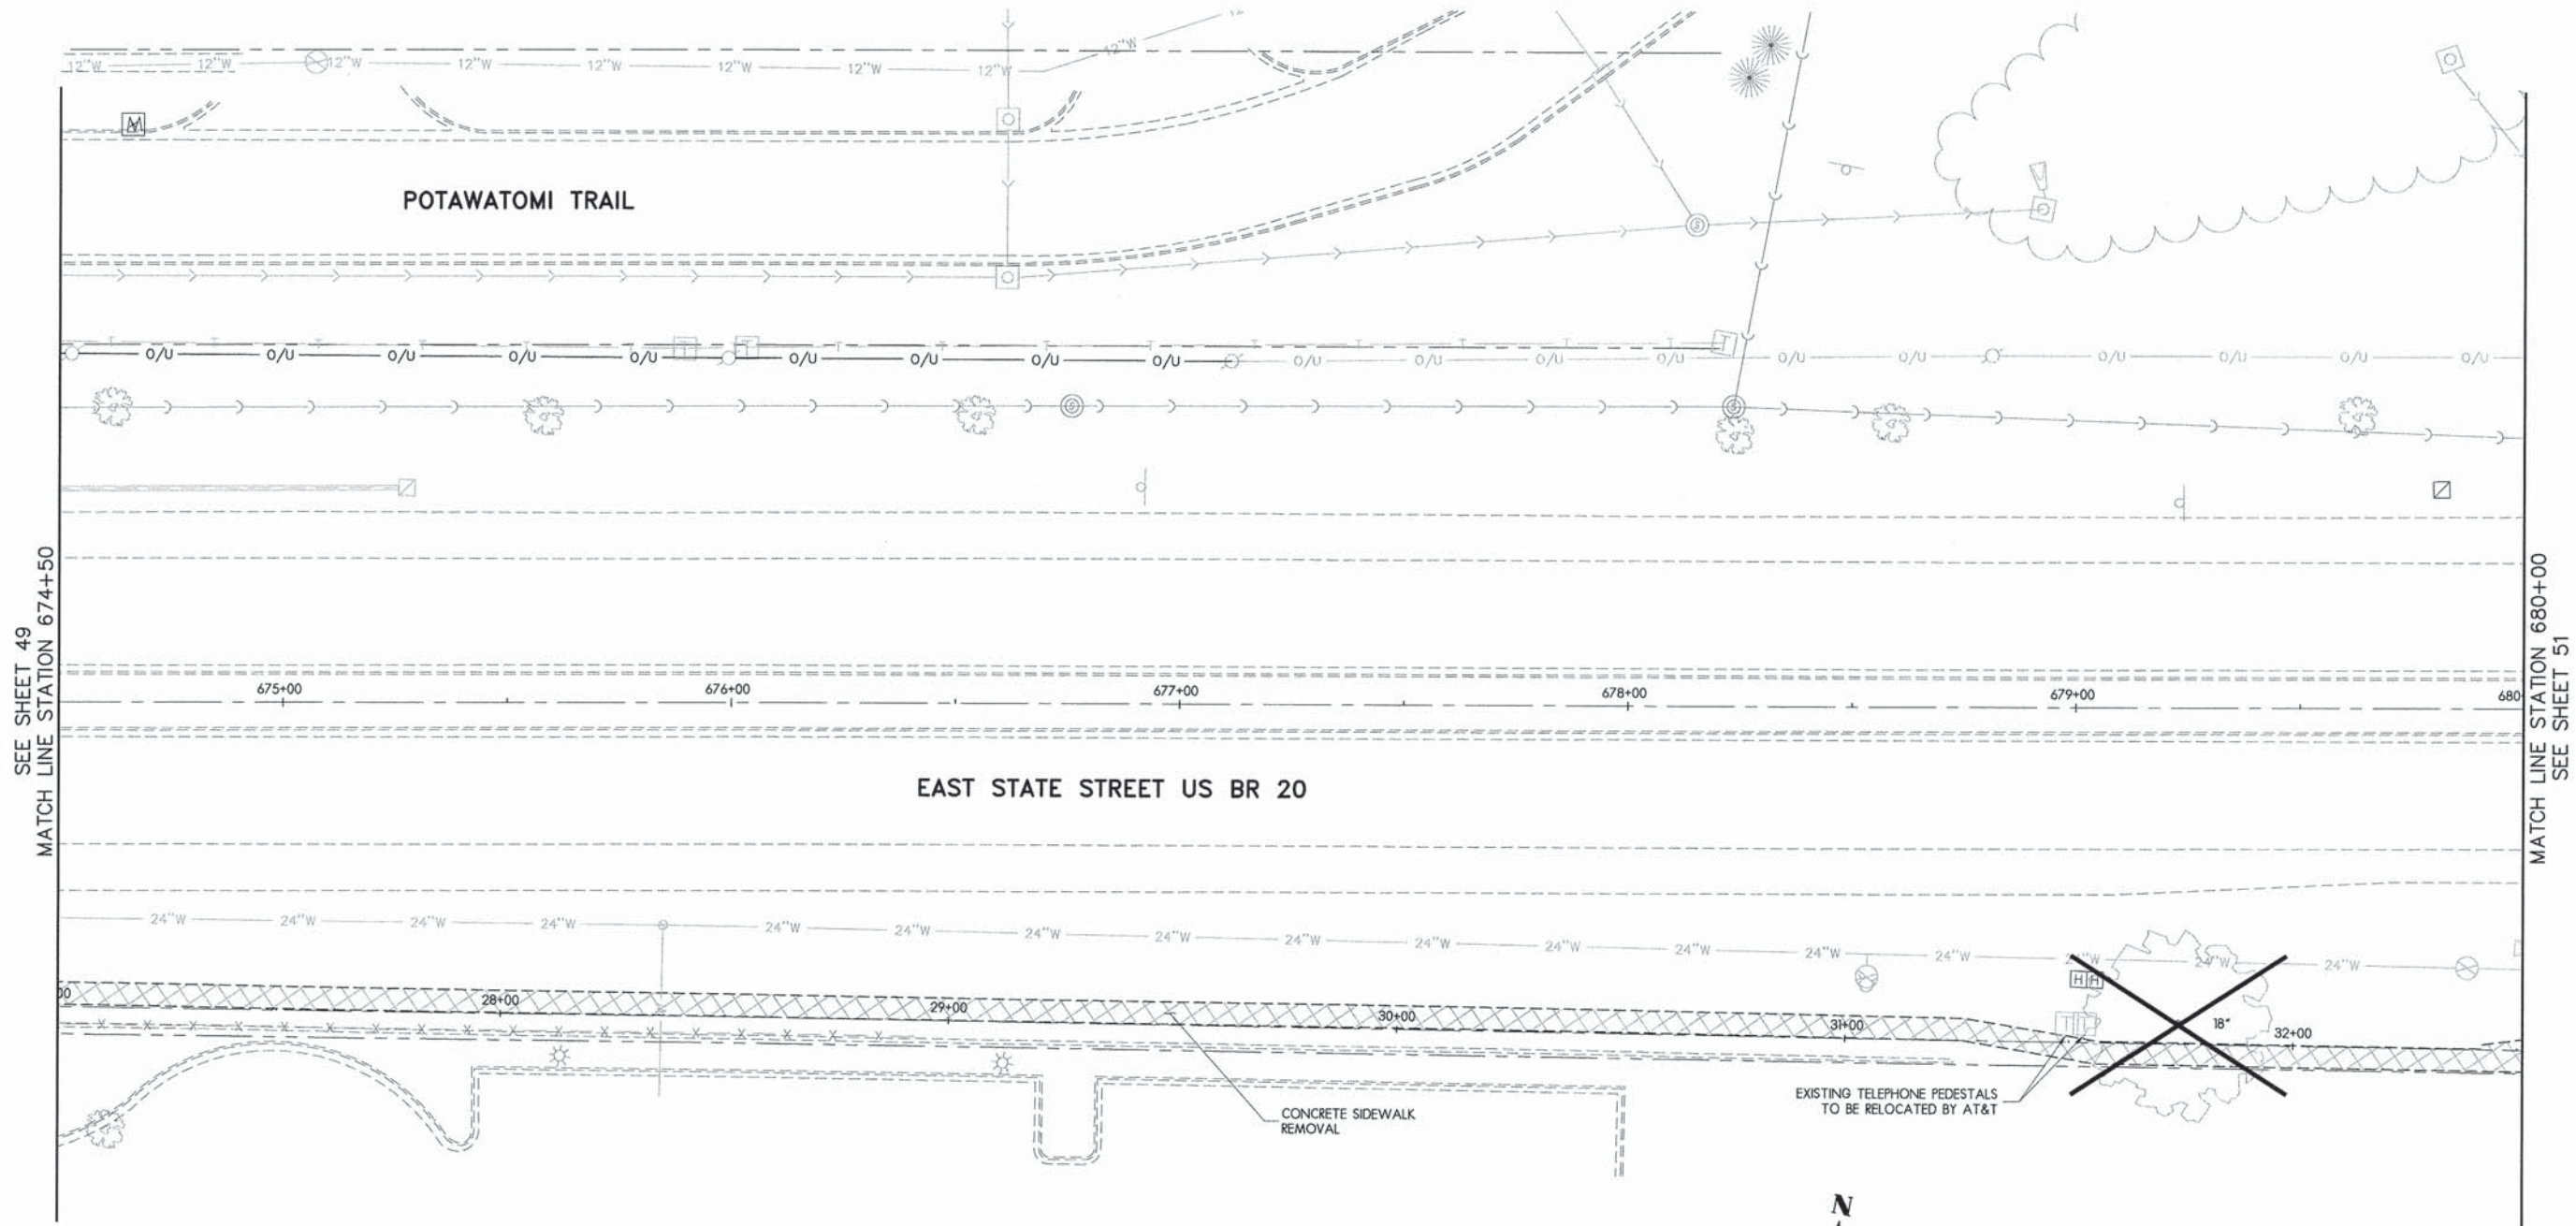 12"W 12"W 12"W 12"W 12"W 12"W 12"W 12"W 12"W
POTAWATOMI TRAIL
O/U O/U O/U O/U O/U O/U O/U O/U O/U O/U O/U O/U O/U O/U O/U O/U O/U O/U O/U
SEE SHEET 49
MATCH LINE STATION 674+50
675+00 676+00 677+00 678+00 679+00 680
MATCH LINE STATION 680+00
SEE SHEET 51
EAST STATE STREET US BR 20
24"W 24"W 24"W 24"W 24"W 24"W 24"W 24"W 24"W 24"W 24"W 24"W 24"W 24"W 24"W 24"W
HH
00 28+00 29+00 30+00 31+00 18" 32+00
EXISTING TELEPHONE PEDESTALS
TO BE RELOCATED BY AT&T
CONCRETE SIDEWALK
REMOVAL
N